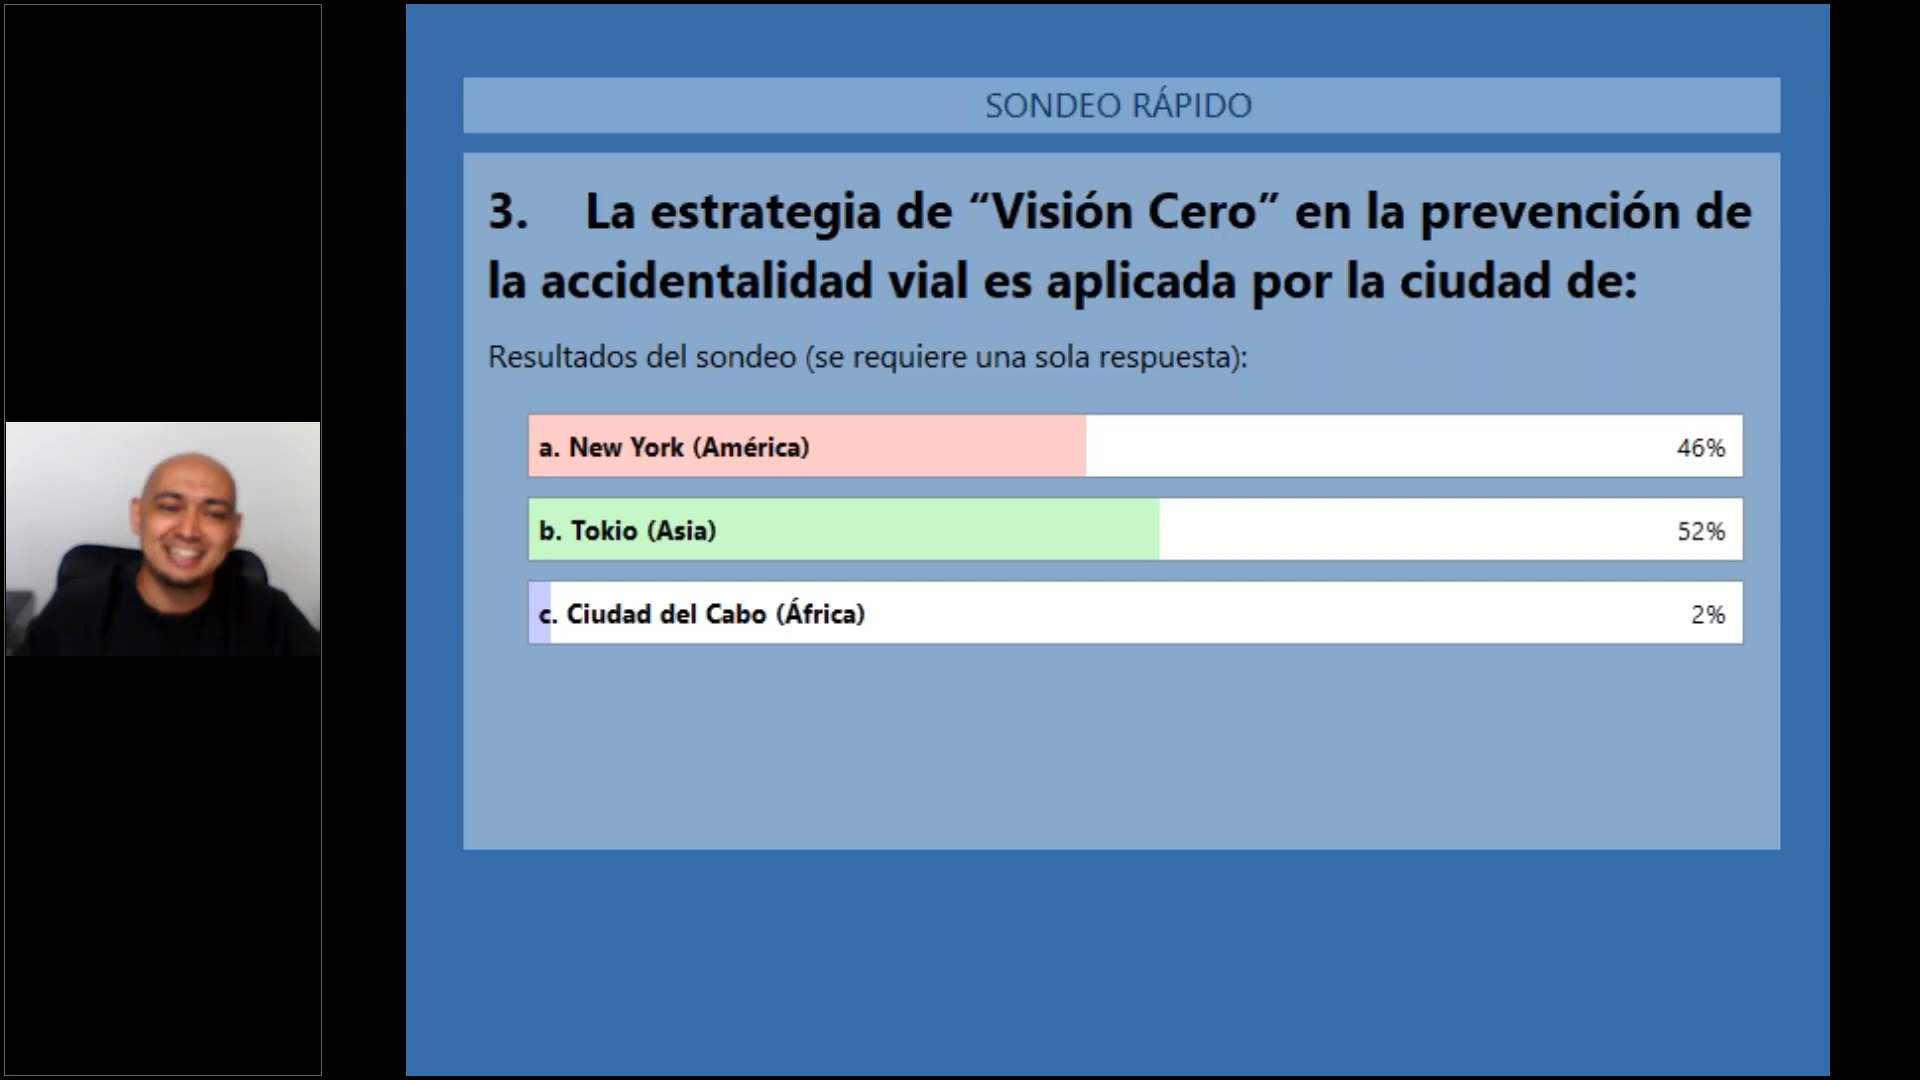 SONDEO RÁPIDO
3. La estrategia de “Visión Cero” en la prevención de
la accidentalidad vial es aplicada por la ciudad de:
Resultados del sondeo (se requiere una sola respuesta):
a. New York (América) 46%
b. Tokio (Asia) 52%
c. Ciudad del Cabo (África) 2%